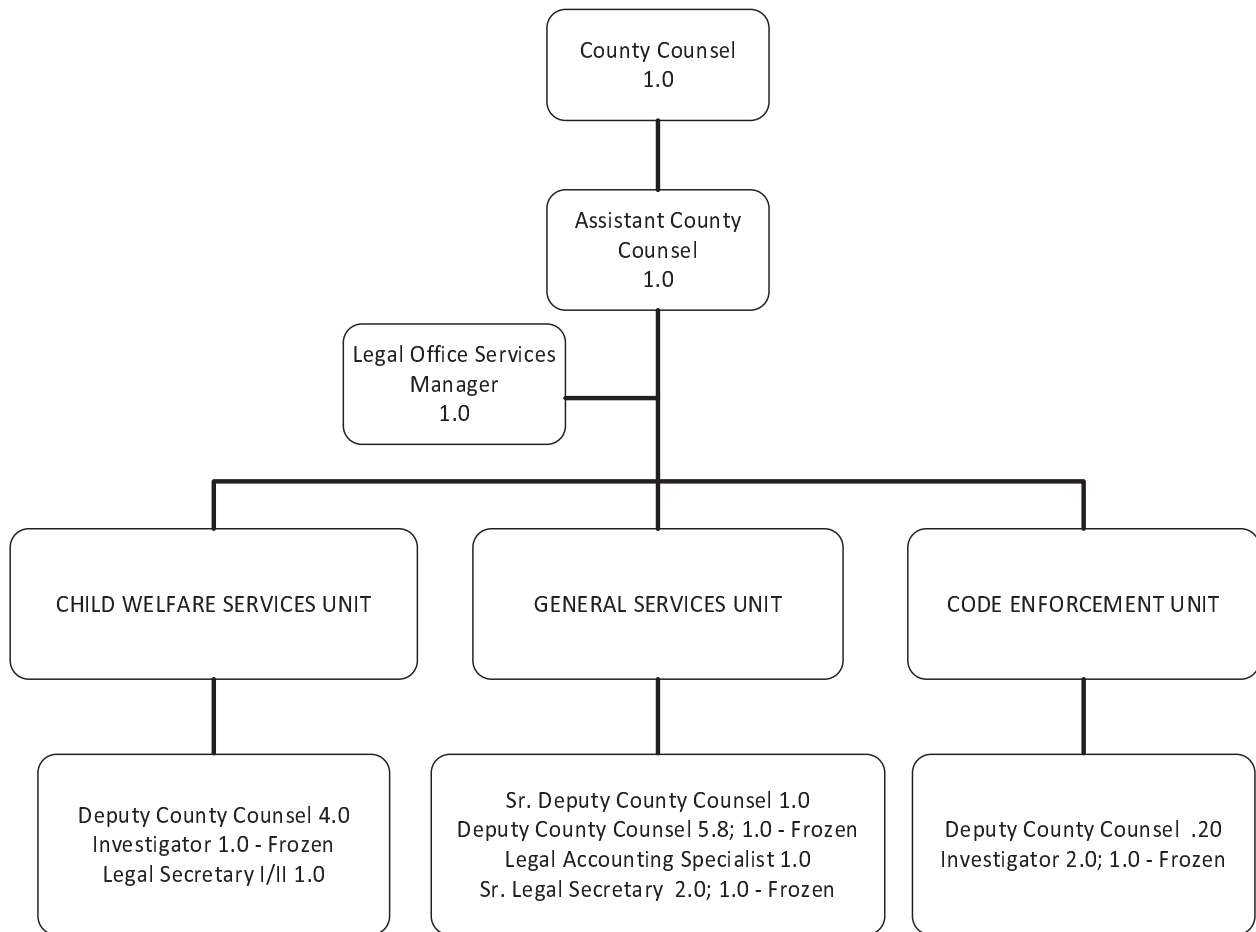 County Counsel
1.0
Assistant County
Counsel
1.0
Legal Office Services
Manager
1.0
CHILD WELFARE SERVICES UNIT
GENERAL SERVICES UNIT
CODE ENFORCEMENT UNIT
Deputy County Counsel 4.0
Investigator 1.0 - Frozen
Legal Secretary I/II 1.0
Sr. Deputy County Counsel 1.0
Deputy County Counsel 5.8; 1.0 - Frozen
Legal Accounting Specialist 1.0
Sr. Legal Secretary  2.0; 1.0 - Frozen
Deputy County Counsel  .20
Investigator 2.0; 1.0 - Frozen